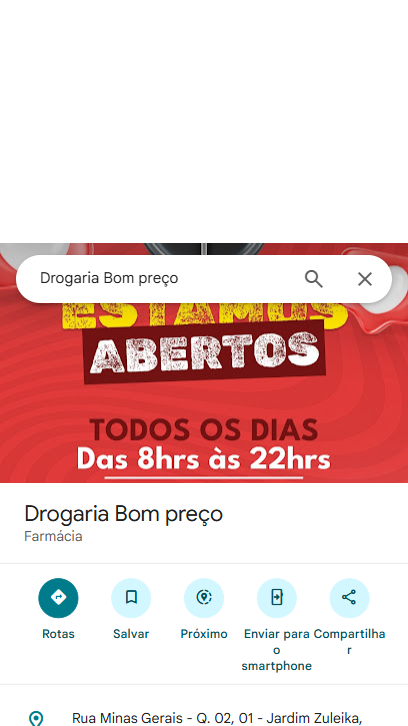 Drogaria Bom preço
ESTAMOS
ABERTOS
TODOS OS DIAS
Das 8hrs às 22hrs
Drogaria Bom preço
Farmácia
Rotas
Salvar
Próximo
Enviar para o smartphone
Compartilhar
Rua Minas Gerais - Q. 02, 01 - Jardim Zuleika,